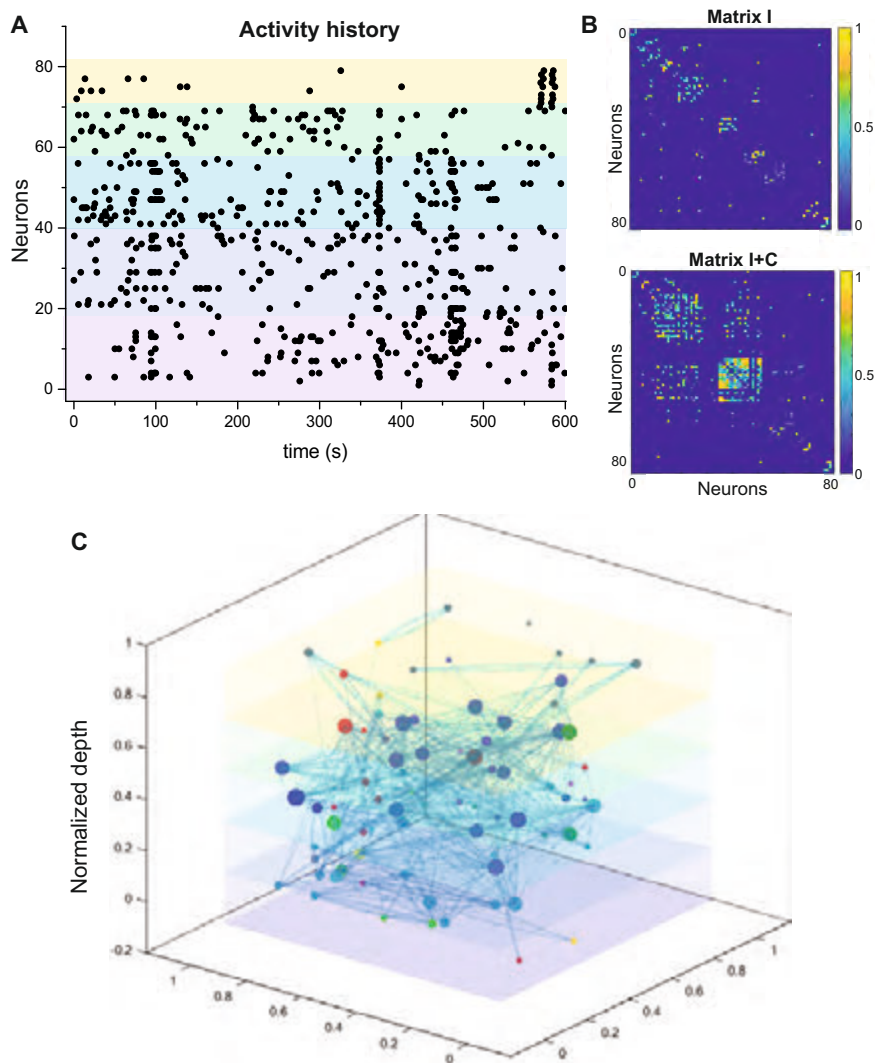 A
Activity history
80
60
40
20
0
Neurons
0 100 200 300 400 500 600
time (s)
B
Matrix I
0
Neurons
80
1
0.5
0
Matrix I+C
0
Neurons
80
0 80
Neurons
1
0.5
0
C
Normalized depth
1
0.8
0.6
0.4
0.2
0
-0.2
1 0.8 0.6 0.4 0.2 0
0 0.2 0.4 0.6 0.8 1